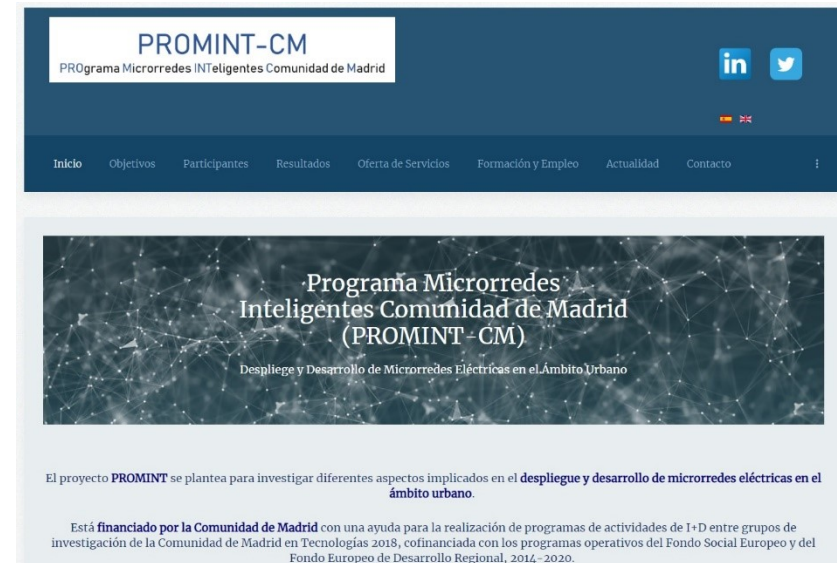 PROMINT-CM
PROgrama Microrredes INTeligentes Comunidad de Madrid
in
Inicio Objetivos Participantes Resultados Oferta de Servicios Formación y Empleo Actualidad Contacto
Programa Microrredes
Inteligentes Comunidad de Madrid
(PROMINT-CM)
Despliege y Desarrollo de Microrredes Eléctricas en el Ámbito Urbano
El proyecto PROMINT se plantea para investigar diferentes aspectos implicados en el despliegue y desarrollo de microrredes eléctricas en el
ámbito urbano.
Está financiado por la Comunidad de Madrid con una ayuda para la realización de programas de actividades de I+D entre grupos de
investigación de la Comunidad de Madrid en Tecnologías 2018, cofinanciada con los programas operativos del Fondo Social Europeo y del
Fondo Europeo de Desarrollo Regional, 2014-2020.